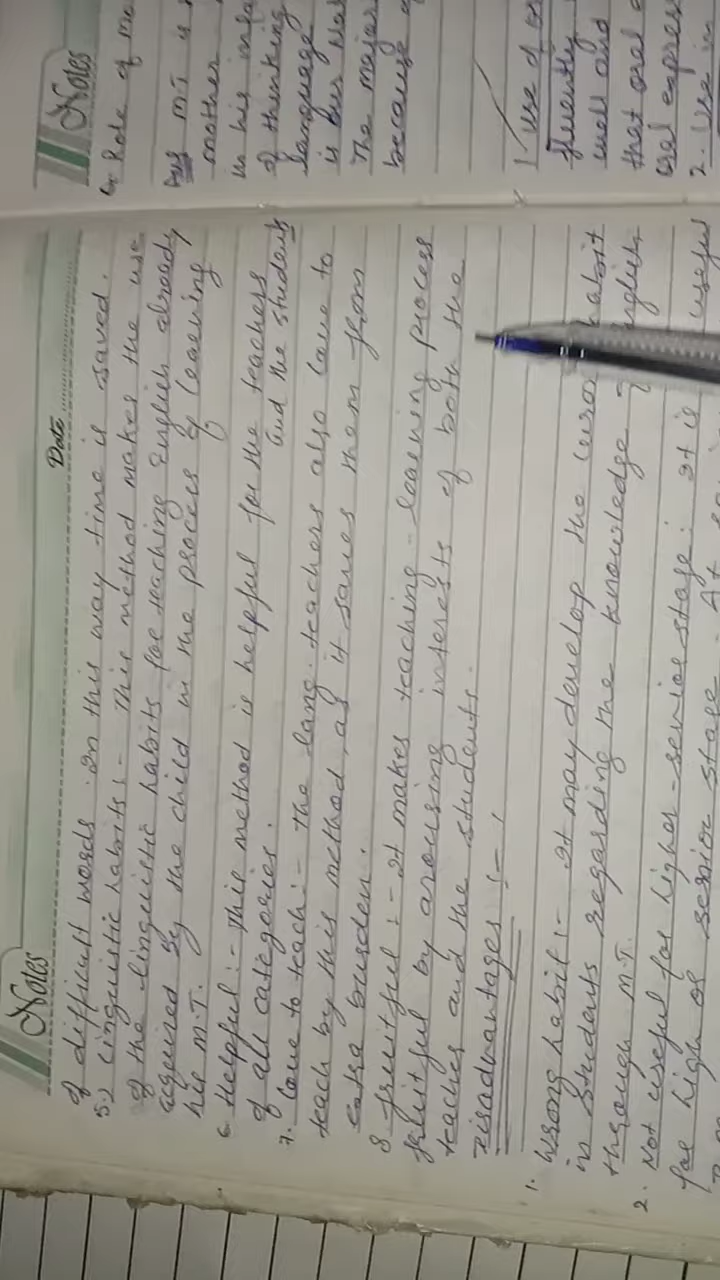 Notes
Date
of difficult words. In this way time is saved.
5.) Linguistic habits :- This method makes the use
of the linguistic habits for teaching English already
acquired by the child in the process of learning
his M.T.
6. Helpful :- This method is helpful for the teachers
and the students
of all categories.
7. Love to teach :- The lang. teachers also love to
teach by this method, as it saves them from
extra burden.
8 fruitful :- It makes teaching-learning process
fruitful by arousing interests of both the
teacher and the students.
Disadvantages :-
1. Wrong habit :- It may develop the wrong habit
in students regarding the knowledge
through M.T.
2. Not useful for higher-senior stage : It is useful
for high or senior stage.
Notes
Role of
M.T is
mother
in his
of thinking
language
is
The major
because
1 Use of
fluently
well and
that oral
oral
2. Use in